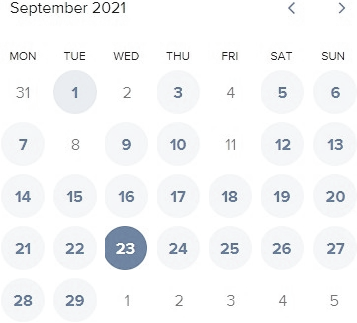 September 2021
MON TUE WED THU FRI SAT SUN
31 1 2 3 4 5 6
7 8 9 10 11 12 13
14 15 16 17 18 19 20
21 22 23 24 25 26 27
28 29 1 2 3 4 5